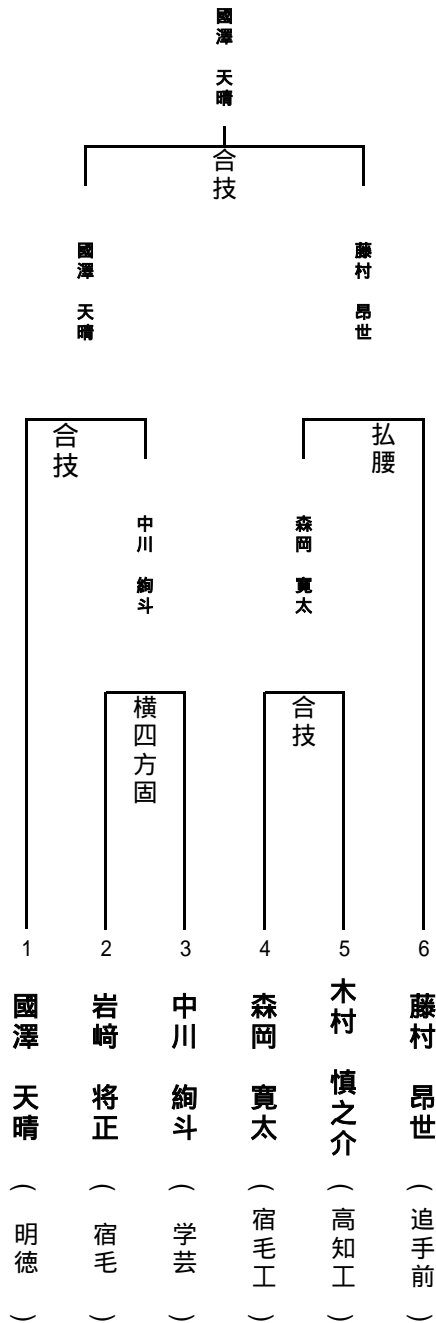 國澤 天晴
合技
國澤 天晴
藤村 昂世
合技
払腰
中川 絢斗
森岡 寛太
横四方固
合技
1
2
3
4
5
6
國澤 天晴 (明徳)
岩﨑 将正 (宿毛)
中川 絢斗 (学芸)
森岡 寛太 (宿毛工)
木村 慎之介 (高知工)
藤村 昂世 (追手前)